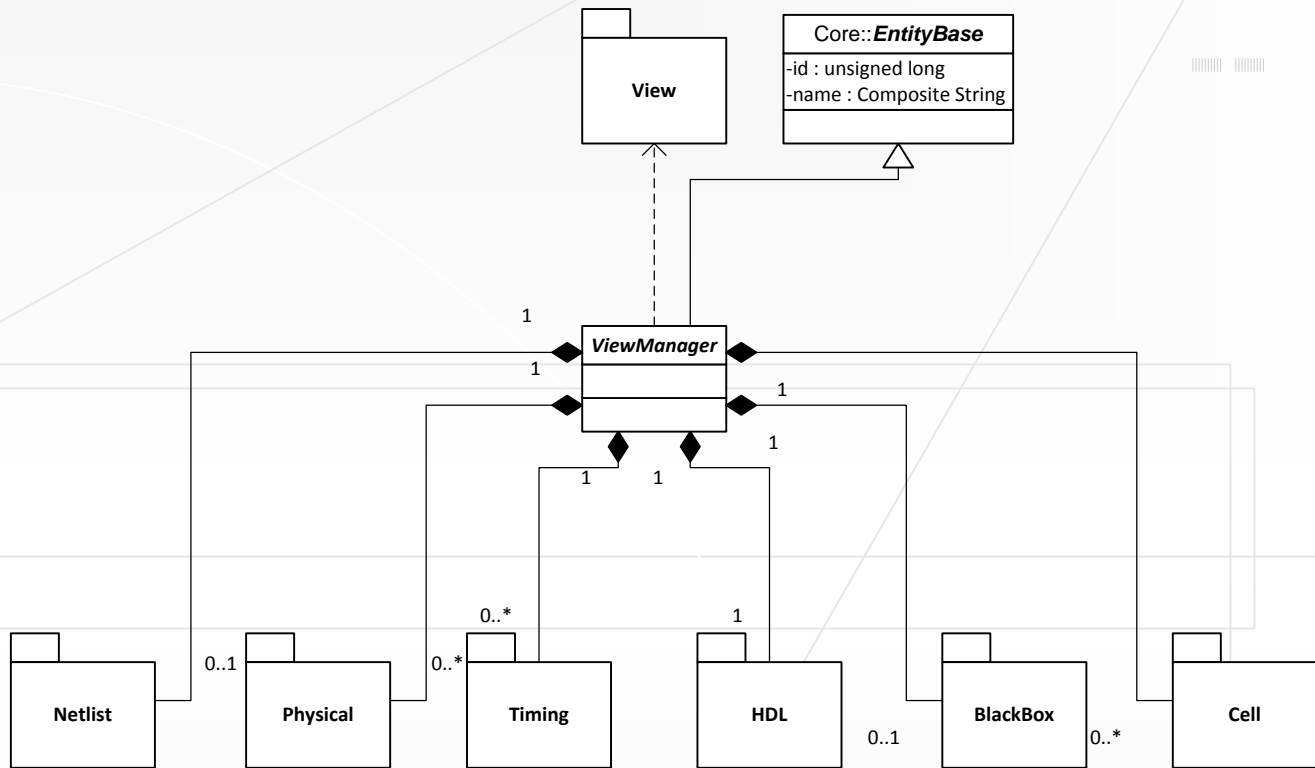 View
Core::EntityBase
-id : unsigned long
-name : Composite String
1
ViewManager
1
1
1
1
1
0..*
1
0..1
0..*
Netlist
Physical
Timing
HDL
BlackBox
Cell
0..1
0..*